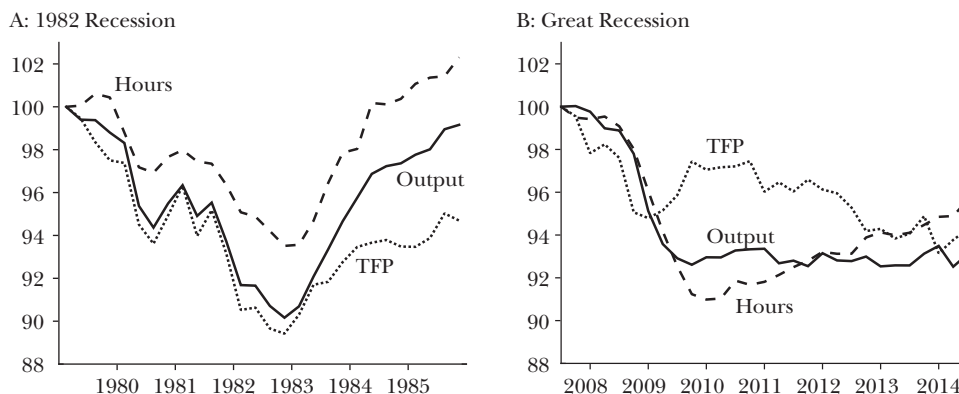 A: 1982 Recession
102
100
98
96
94
92
90
88
Hours
Output
TFP
1980 1981 1982 1983 1984 1985
B: Great Recession
102
100
98
96
94
92
90
88
TFP
Output
Hours
2008 2009 2010 2011 2012 2013 2014